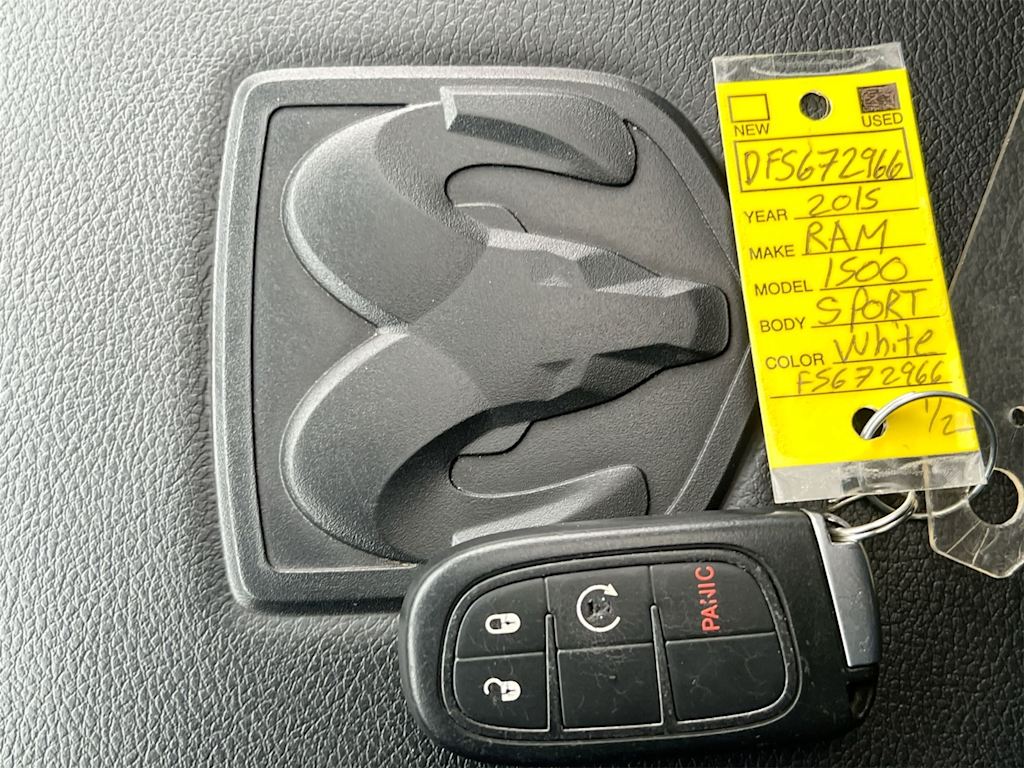 NEW USED
DFS672966
YEAR 2015
MAKE RAM
MODEL 1500
BODY SPORT
COLOR White
FS672966
1/2
PANIC